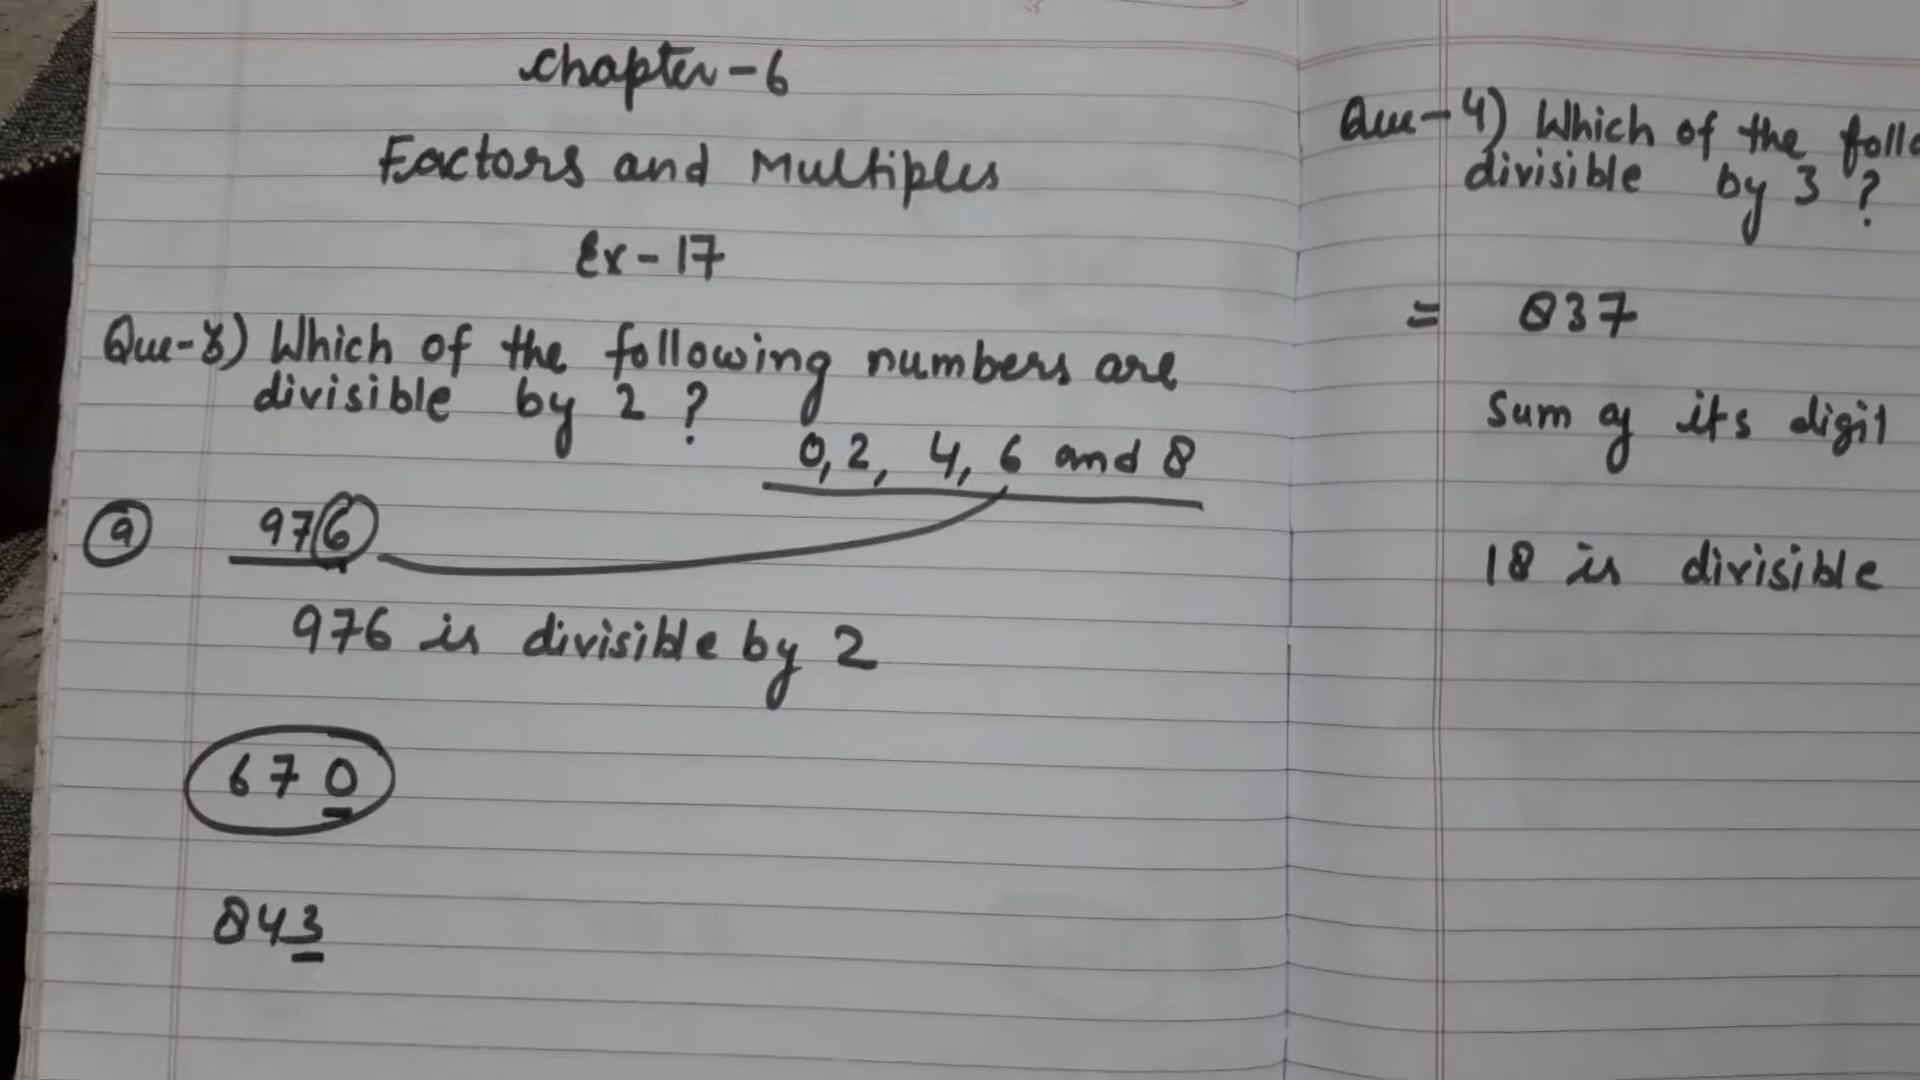 Chapter-6
Factors and Multiples
Ex-17
Que-3) Which of the following numbers are
divisible by 2 ?
0, 2, 4, 6 and 8
a 976
976 is divisible by 2
670
843
Que-4) Which of the follo
divisible by 3 ?
= 837
Sum of its digit
18 is divisible